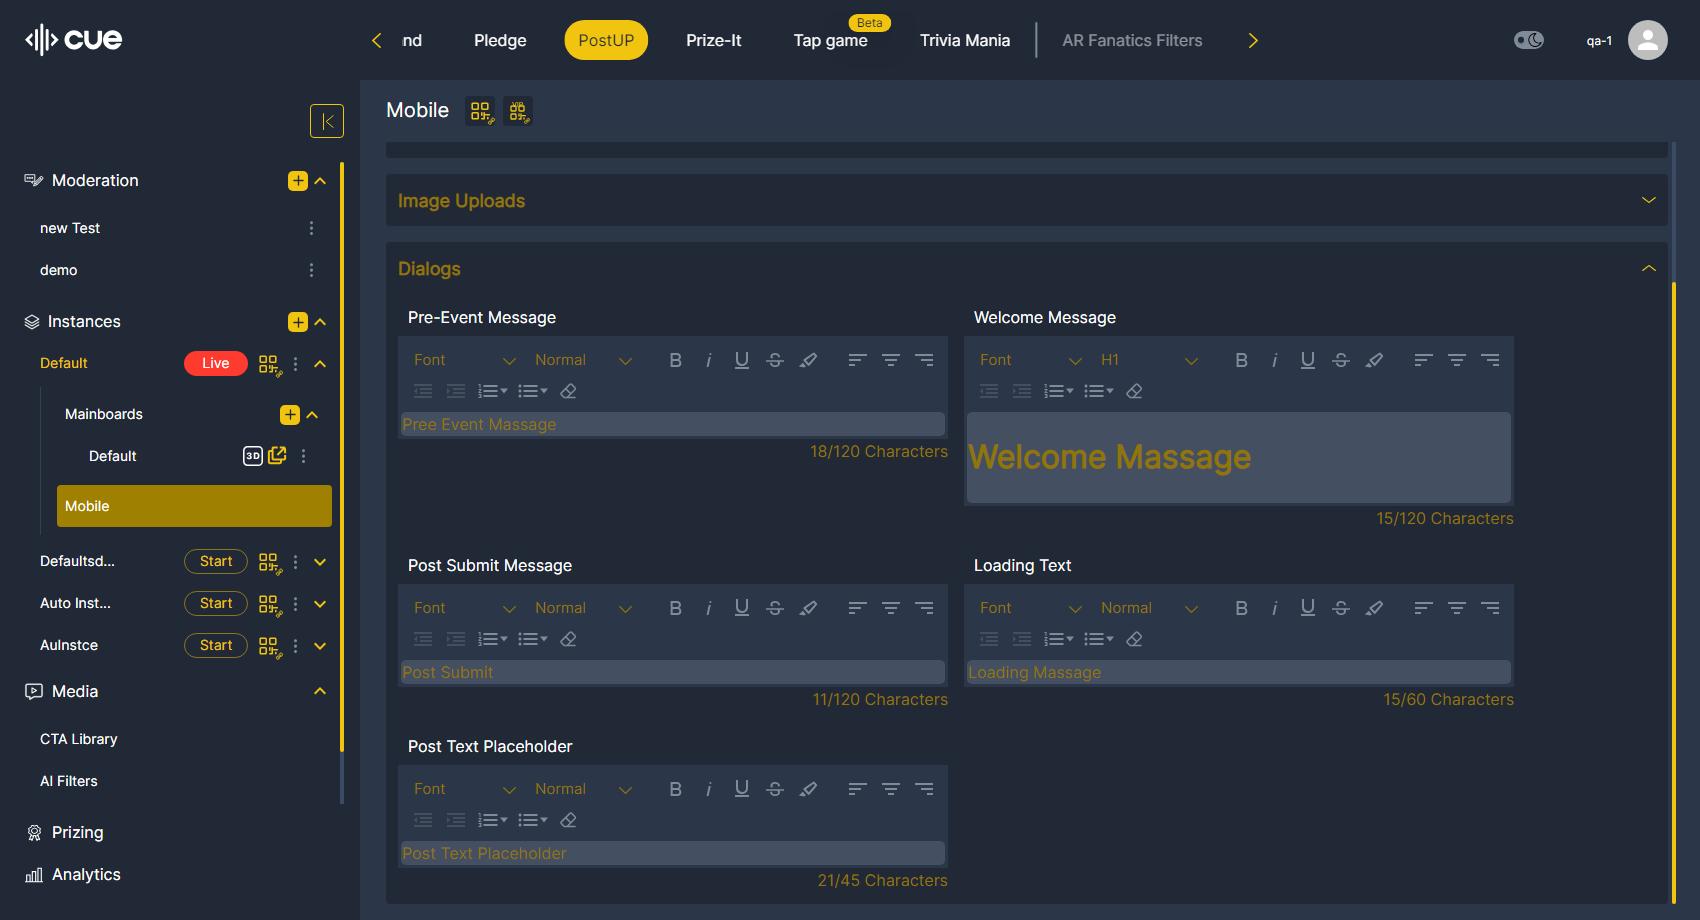 cue
nd
Pledge
PostUP
Prize-It
Beta
Tap game
Trivia Mania
AR Fanatics Filters
qa-1
Moderation
new Test
demo
Instances
Default
Live
Mainboards
Default
3D
Mobile
Defaultsd...
Start
Auto Inst...
Start
AuInstce
Start
Media
CTA Library
AI Filters
Prizing
Analytics
Mobile
Image Uploads
Dialogs
Pre-Event Message
Font Normal
Pree Event Massage
18/120 Characters
Welcome Message
Font H1
Welcome Massage
15/120 Characters
Post Submit Message
Font Normal
Post Submit
11/120 Characters
Loading Text
Font Normal
Loading Massage
15/60 Characters
Post Text Placeholder
Font Normal
Post Text Placeholder
21/45 Characters